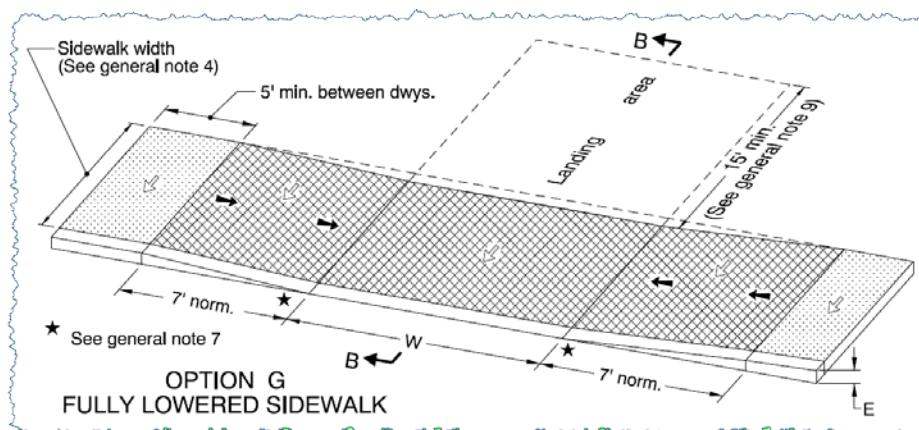 Sidewalk width
(See general note 4)
5' min. between dwys.
B
Landing area
15' min.
(See general note 9)
7' norm.
★
★ See general note 7
W
B
★
7' norm.
E
OPTION G
FULLY LOWERED SIDEWALK